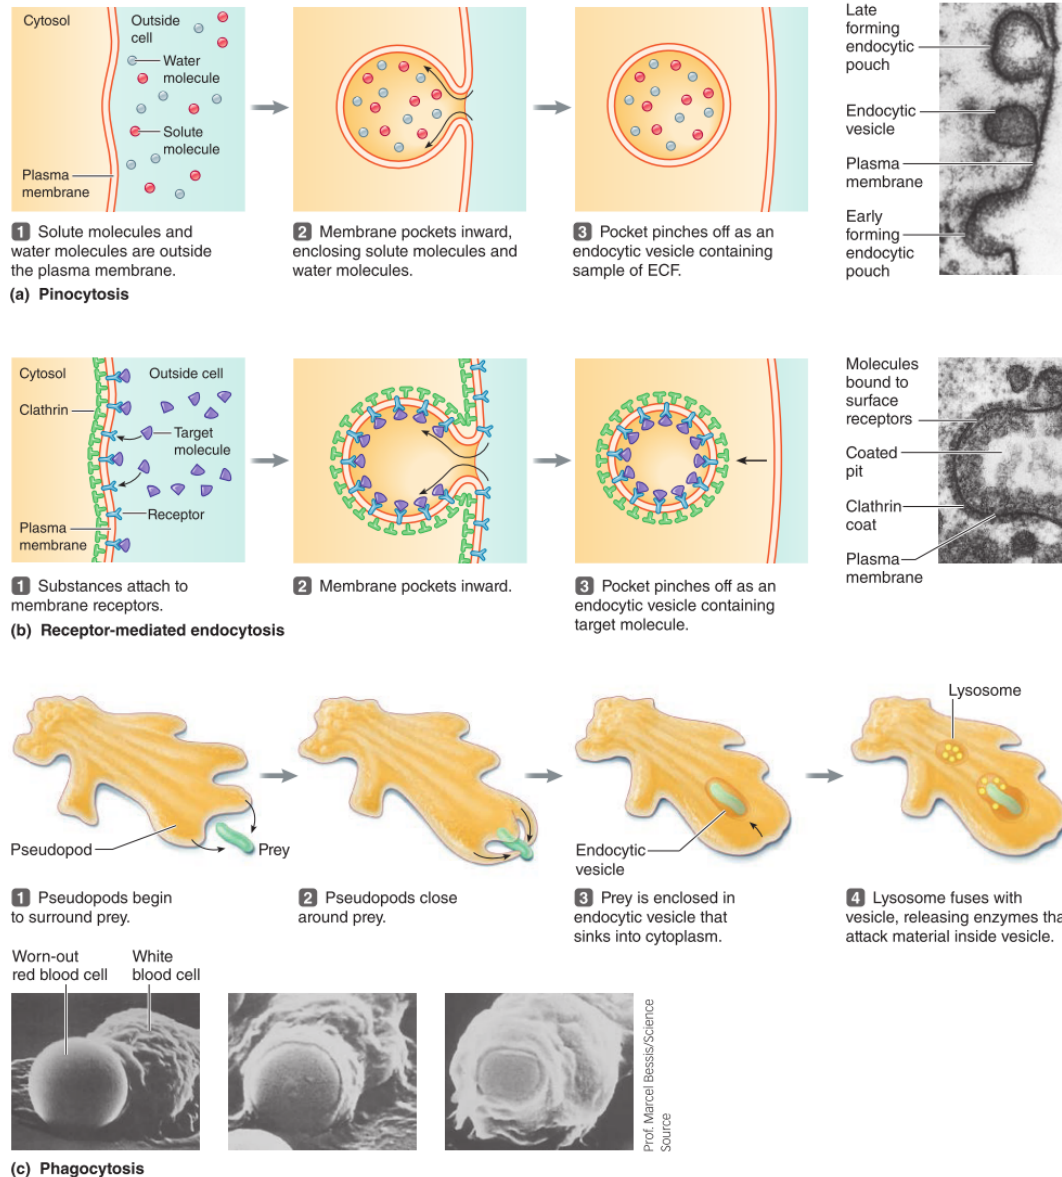 Cytosol
Outside
cell
Water
molecule
Solute
molecule
Plasma
membrane
Late
forming
endocytic
pouch
Endocytic
vesicle
Plasma
membrane
Early
forming
endocytic
pouch
1 Solute molecules and
water molecules are outside
the plasma membrane.
2 Membrane pockets inward,
enclosing solute molecules and
water molecules.
3 Pocket pinches off as an
endocytic vesicle containing
sample of ECF.
(a) Pinocytosis
Cytosol
Outside cell
Clathrin
Target
molecule
Receptor
Plasma
membrane
Molecules
bound to
surface
receptors
Coated
pit
Clathrin
coat
Plasma
membrane
1 Substances attach to
membrane receptors.
2 Membrane pockets inward.
3 Pocket pinches off as an
endocytic vesicle containing
target molecule.
(b) Receptor-mediated endocytosis
Lysosome
Pseudopod
Prey
Endocytic
vesicle
1 Pseudopods begin
to surround prey.
2 Pseudopods close
around prey.
3 Prey is enclosed in
endocytic vesicle that
sinks into cytoplasm.
4 Lysosome fuses with
vesicle, releasing enzymes tha
attack material inside vesicle.
Worn-out
red blood cell
White
blood cell
Prof. Marcel Bessis/Science
Source
(c) Phagocytosis